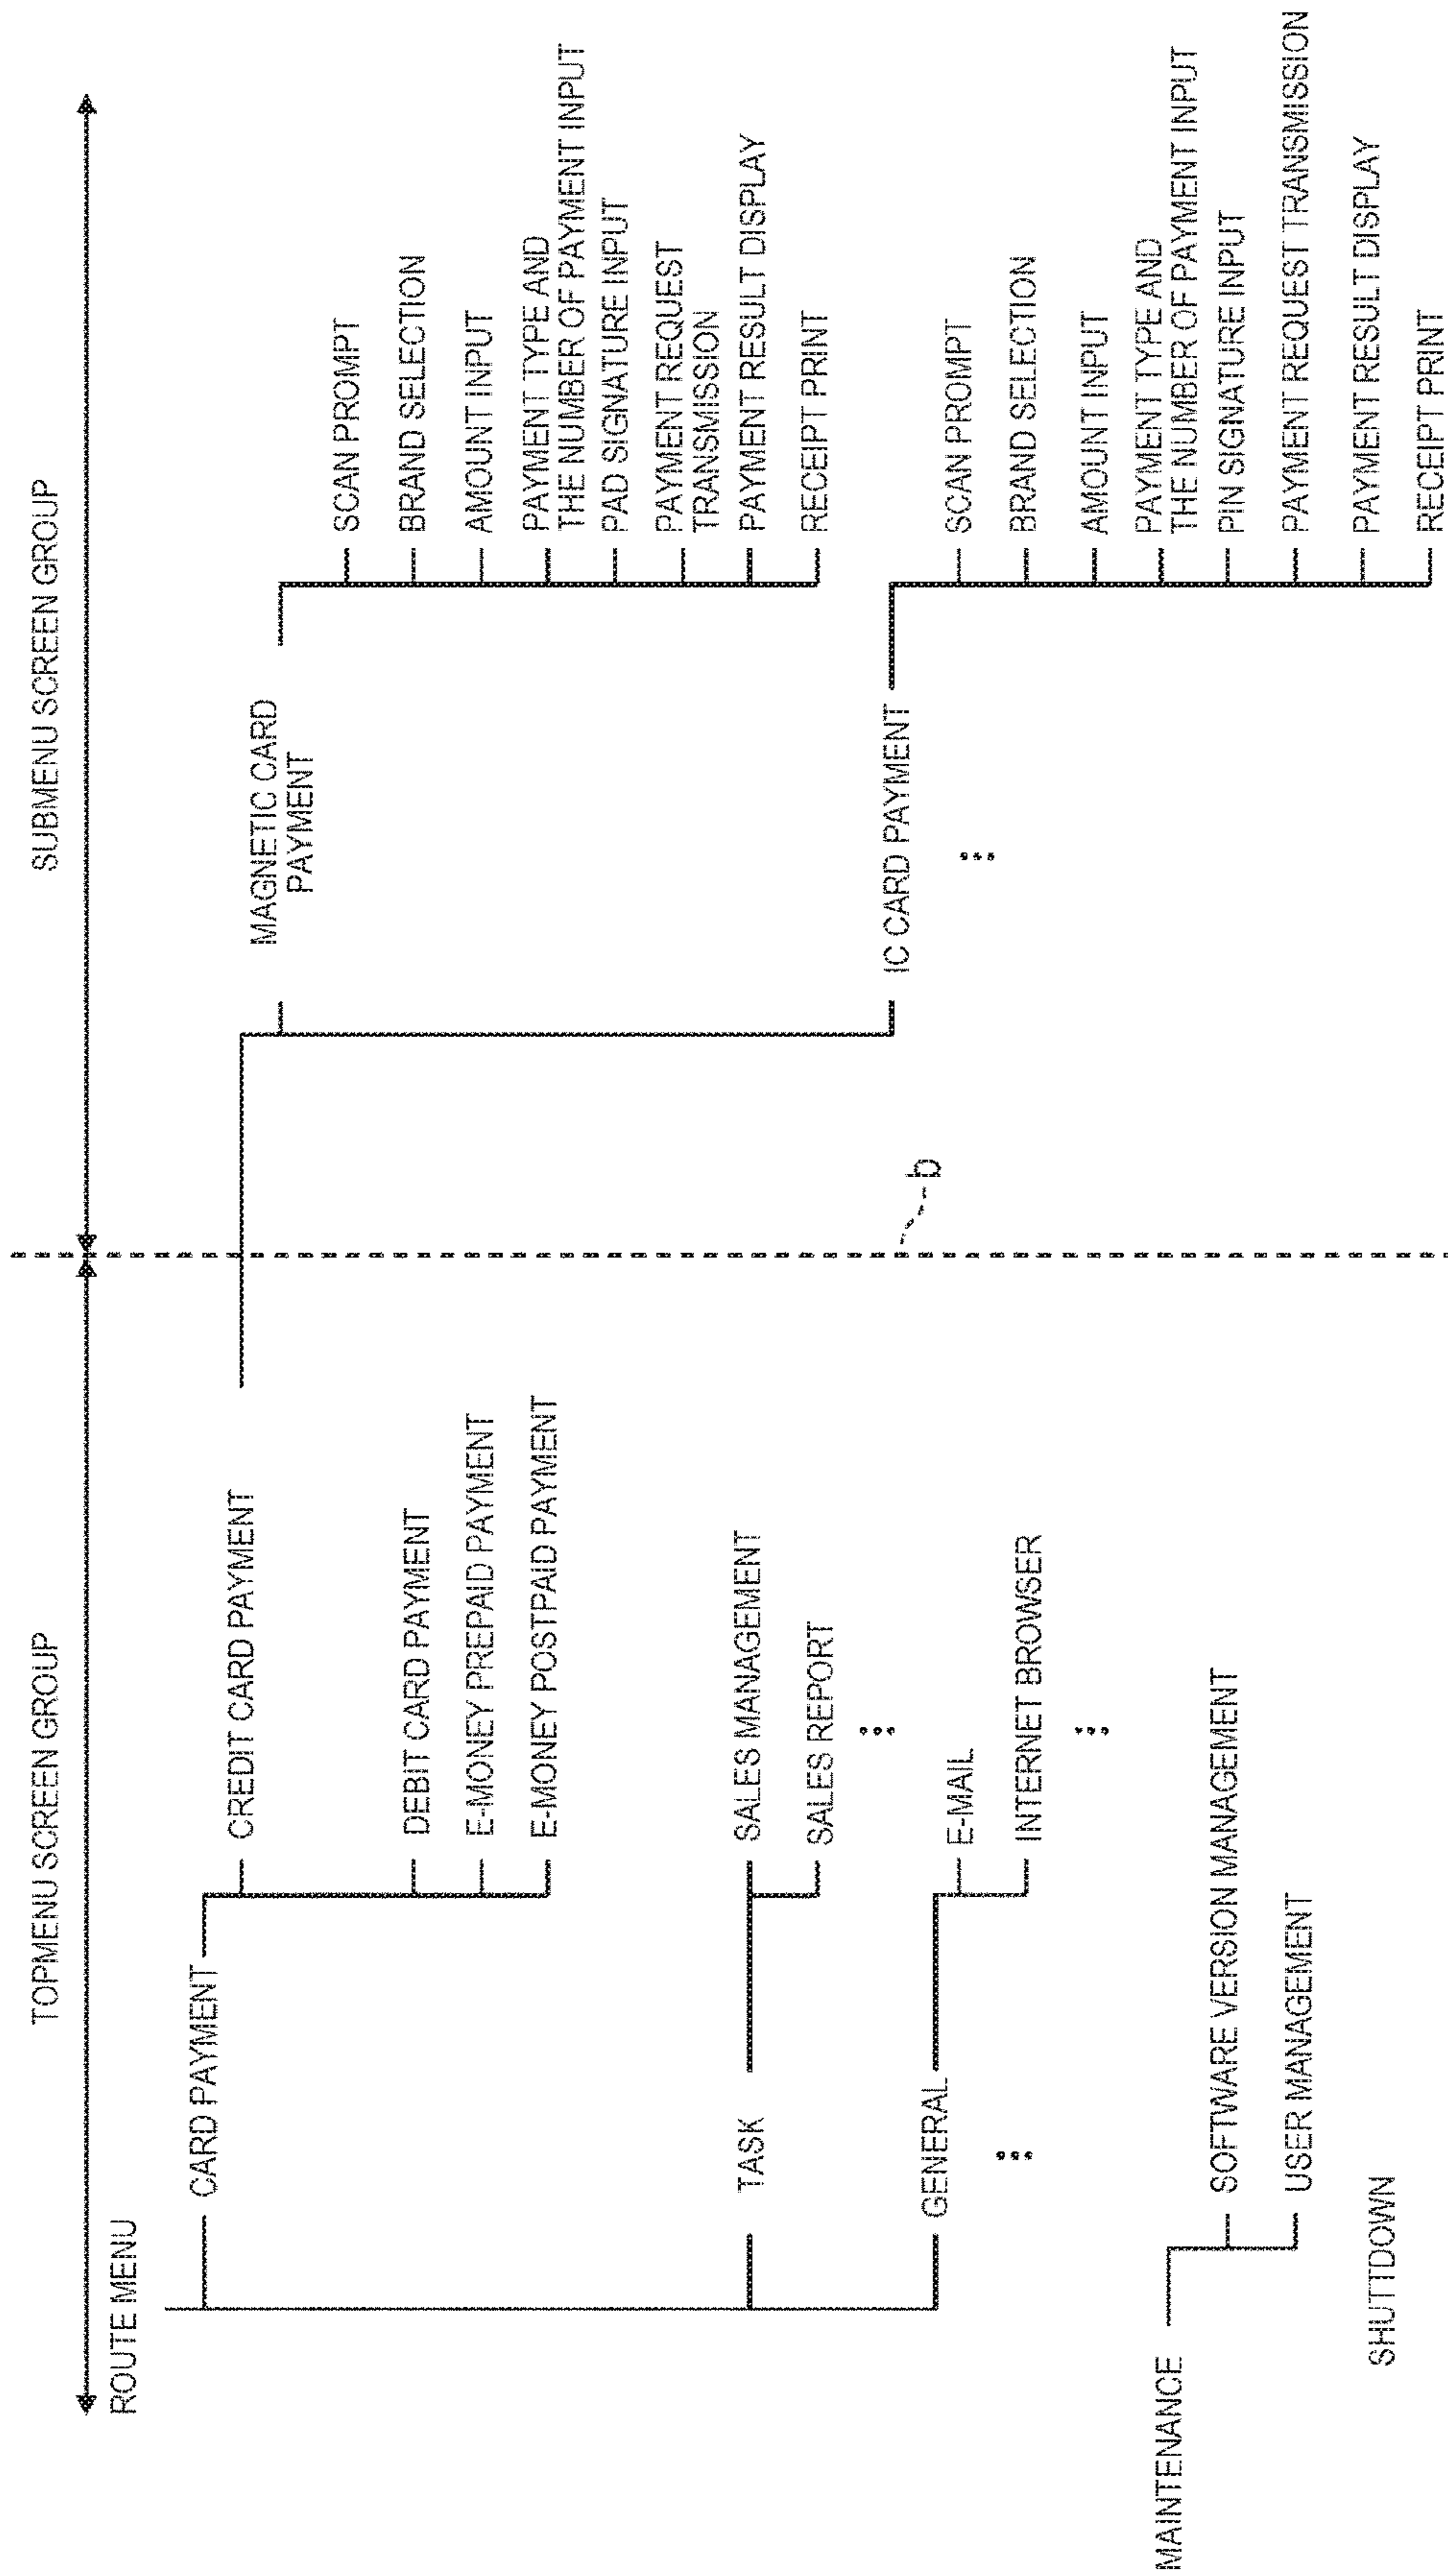 TOPMENU SCREEN GROUP
SUBMENU SCREEN GROUP
ROUTE MENU
CARD PAYMENT
CREDIT CARD PAYMENT
DEBIT CARD PAYMENT
E-MONEY PREPAID PAYMENT
E-MONEY POSTPAID PAYMENT
TASK
SALES MANAGEMENT
SALES REPORT
...
GENERAL
...
E-MAIL
INTERNET BROWSER
...
MAINTENANCE
SOFTWARE VERSION MANAGEMENT
USER MANAGEMENT
SHUTTDOWN
b
MAGNETIC CARD
PAYMENT
SCAN PROMPT
BRAND SELECTION
AMOUNT INPUT
PAYMENT TYPE AND
THE NUMBER OF PAYMENT INPUT
PAD SIGNATURE INPUT
PAYMENT REQUEST
TRANSMISSION
PAYMENT RESULT DISPLAY
RECEIPT PRINT
IC CARD PAYMENT
...
SCAN PROMPT
BRAND SELECTION
AMOUNT INPUT
PAYMENT TYPE AND
THE NUMBER OF PAYMENT INPUT
PIN SIGNATURE INPUT
PAYMENT REQUEST TRANSMISSION
PAYMENT RESULT DISPLAY
RECEIPT PRINT